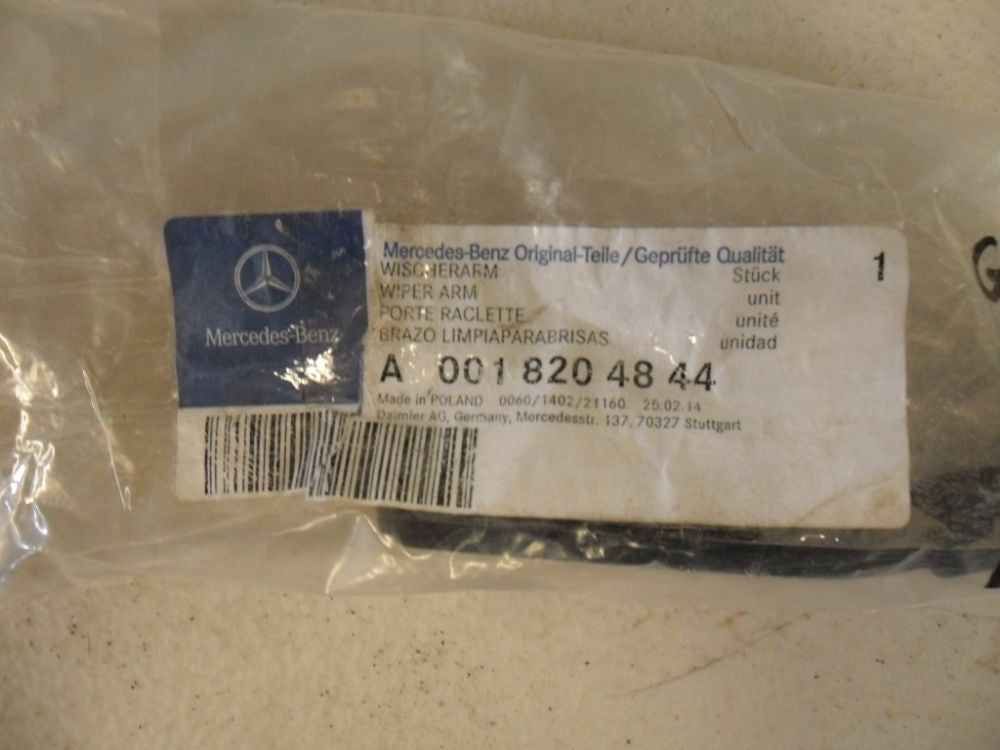 Mercedes-Benz
Mercedes-Benz Original-Teile/Geprüfte Qualität 1
WISCHERARM Stück
WIPER ARM unit
PORTE RACLETTE unité
BRAZO LIMPIAPARABRISAS unidad
A 001 820 48 44
Made in POLAND 0060/1402/21160 25.02.14
Daimler AG, Germany, Mercedesstr. 137, 70327 Stuttgart
G